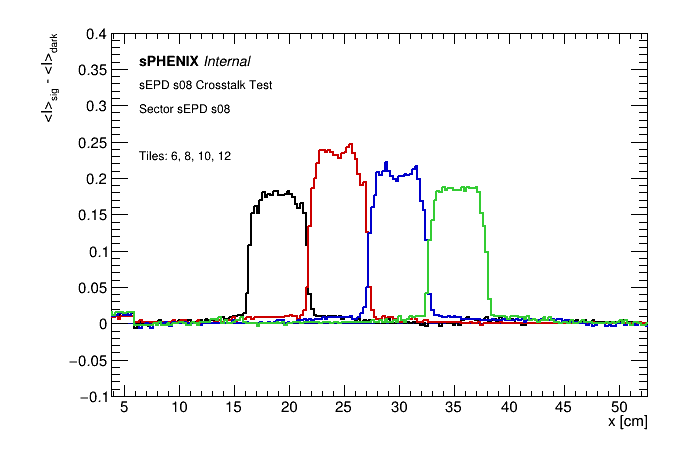 <I>sig - <I>dark
0.4
0.35
0.3
0.25
0.2
0.15
0.1
0.05
0
−0.05
−0.1
sPHENIX Internal
sEPD s08 Crosstalk Test
Sector sEPD s08
Tiles: 6, 8, 10, 12
5 10 15 20 25 30 35 40 45 50
x [cm]